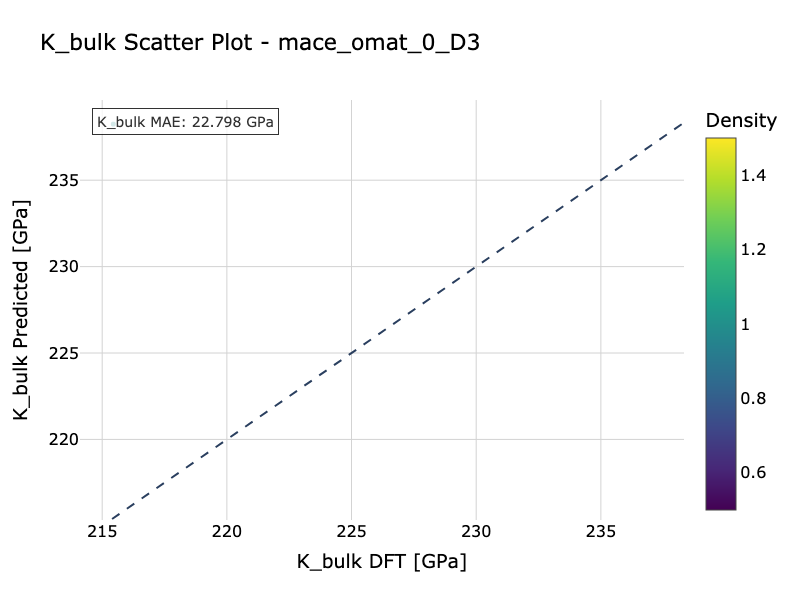 K_bulk Scatter Plot - mace_omat_0_D3
K_bulk MAE: 22.798 GPa
Density
1.4
1.2
1
0.8
0.6
K_bulk Predicted [GPa]
235
230
225
220
215
220
225
230
235
K_bulk DFT [GPa]